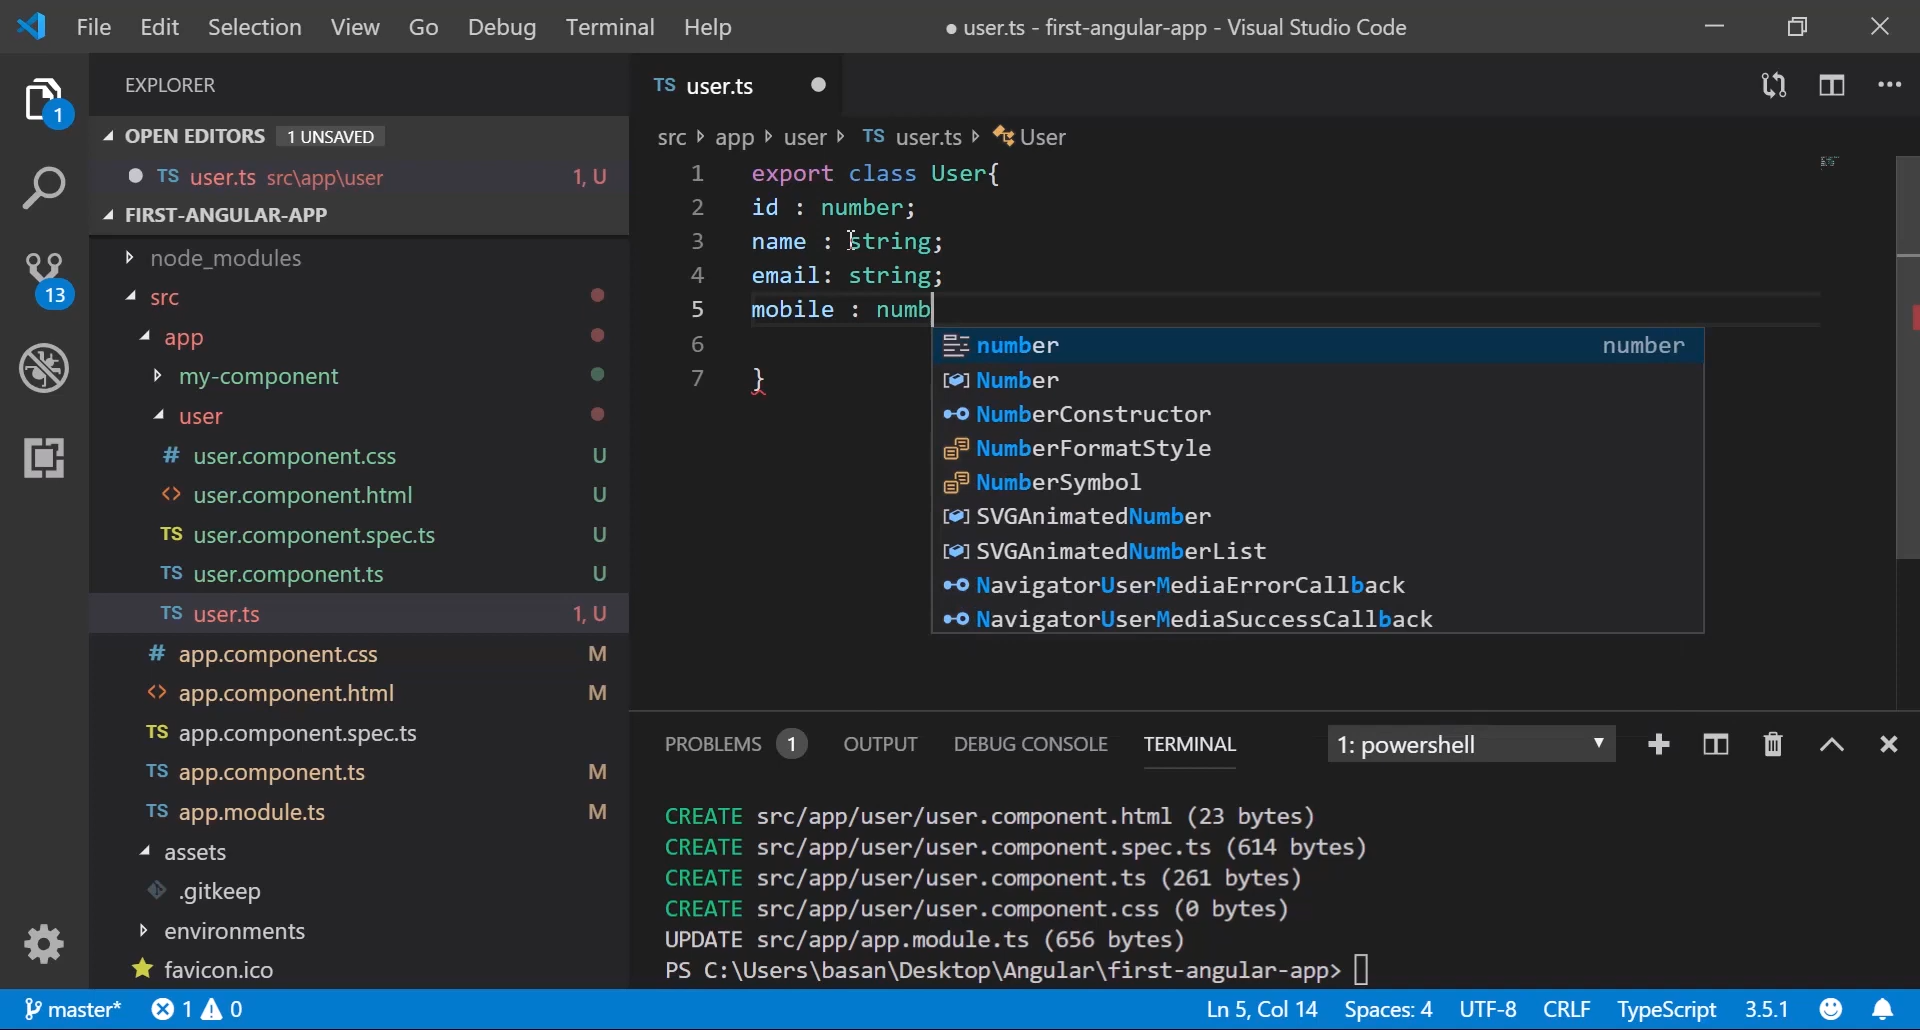 File Edit Selection View Go Debug Terminal Help
● user.ts - first-angular-app - Visual Studio Code
EXPLORER
OPEN EDITORS 1 UNSAVED
TS user.ts src\app\user 1, U
FIRST-ANGULAR-APP
node_modules
src
app
my-component
user
# user.component.css U
<> user.component.html U
TS user.component.spec.ts U
TS user.component.ts U
TS user.ts 1, U
# app.component.css M
<> app.component.html M
TS app.component.spec.ts
TS app.component.ts M
TS app.module.ts M
assets
.gitkeep
environments
favicon.ico
1
13
TS user.ts
src app user TS user.ts User
1 export class User{
2 id : number;
3 name : string;
4 email: string;
5 mobile : numb
6
7 }
number number
Number
NumberConstructor
NumberFormatStyle
NumberSymbol
SVGAnimatedNumber
SVGAnimatedNumberList
NavigatorUserMediaErrorCallback
NavigatorUserMediaSuccessCallback
PROBLEMS 1 OUTPUT DEBUG CONSOLE TERMINAL 1: powershell
CREATE src/app/user/user.component.html (23 bytes)
CREATE src/app/user/user.component.spec.ts (614 bytes)
CREATE src/app/user/user.component.ts (261 bytes)
CREATE src/app/user/user.component.css (0 bytes)
UPDATE src/app/app.module.ts (656 bytes)
PS C:\Users\basan\Desktop\Angular\first-angular-app>
master* 1 0 Ln 5, Col 14 Spaces: 4 UTF-8 CRLF TypeScript 3.5.1